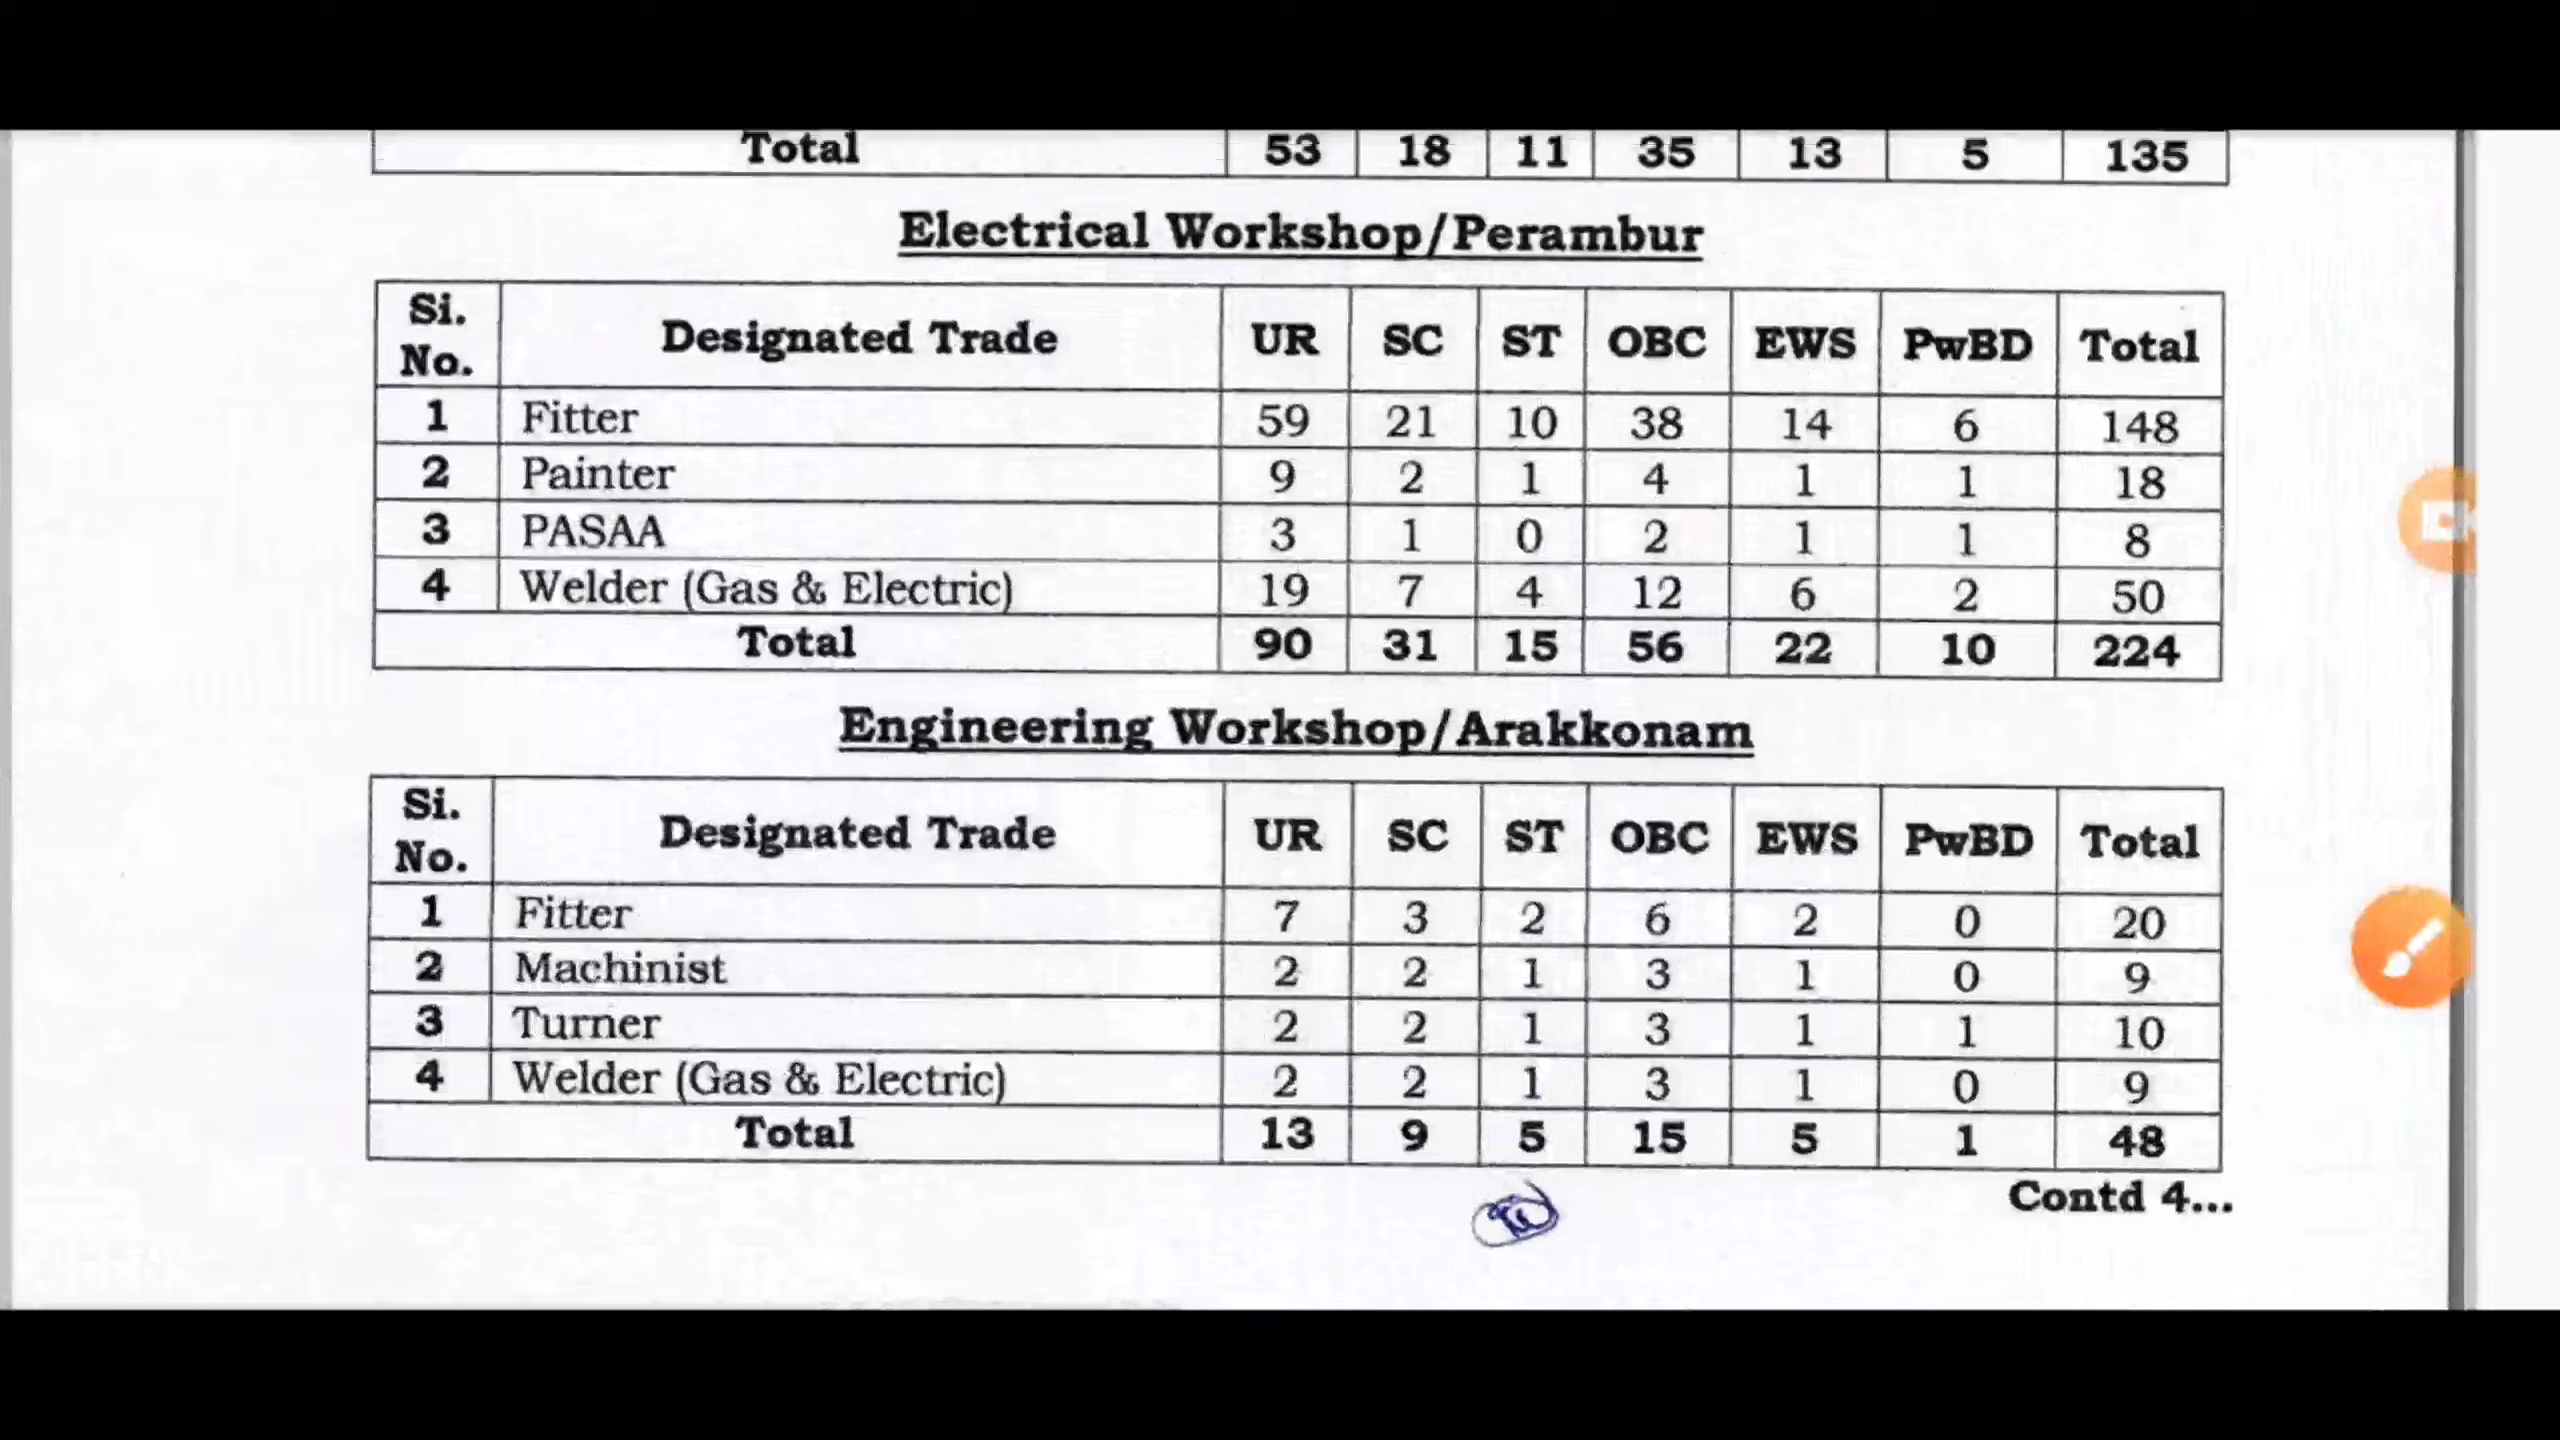 Total 53 18 11 35 13 5 135
Electrical Workshop/Perambur
Si. No. Designated Trade UR SC ST OBC EWS PwBD Total
1 Fitter 59 21 10 38 14 6 148
2 Painter 9 2 1 4 1 1 18
3 PASAA 3 1 0 2 1 1 8
4 Welder (Gas & Electric) 19 7 4 12 6 2 50
Total 90 31 15 56 22 10 224
Engineering Workshop/Arakkonam
Si. No. Designated Trade UR SC ST OBC EWS PwBD Total
1 Fitter 7 3 2 6 2 0 20
2 Machinist 2 2 1 3 1 0 9
3 Turner 2 2 1 3 1 1 10
4 Welder (Gas & Electric) 2 2 1 3 1 0 9
Total 13 9 5 15 5 1 48
Contd 4...